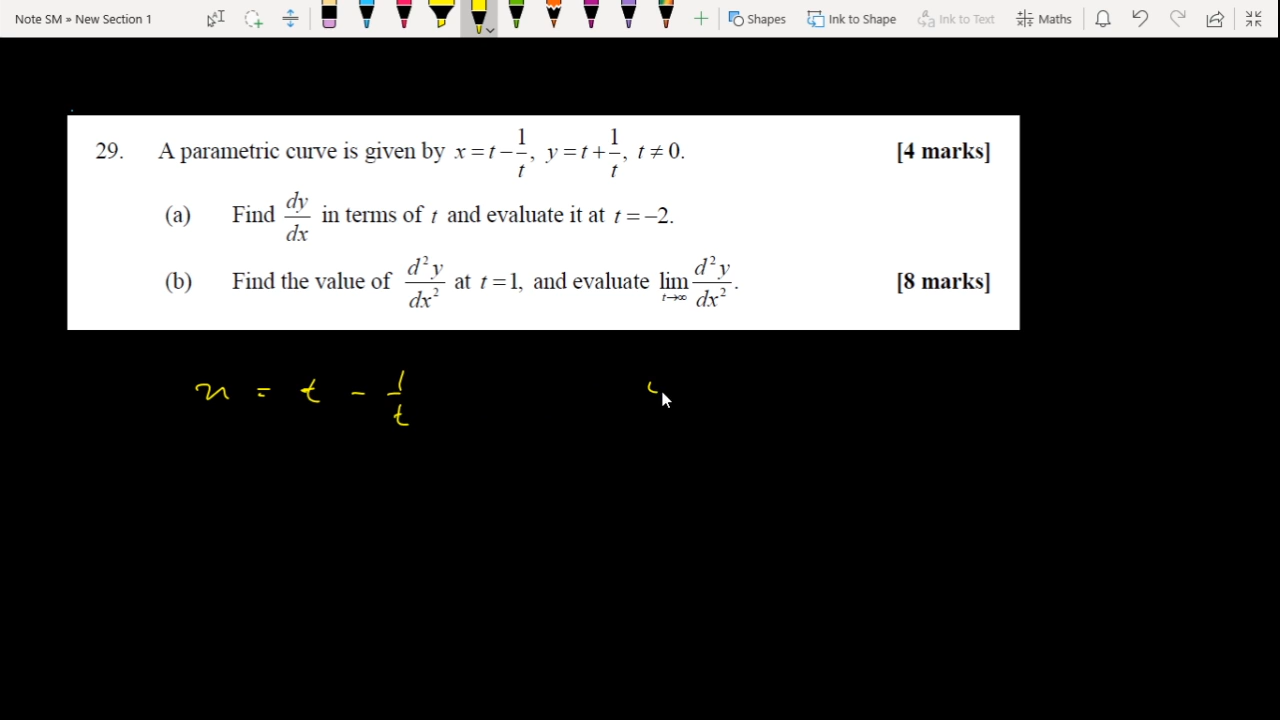 Note SM » New Section 1 Shapes Ink to Shape Ink to Text Maths
29. A parametric curve is given by x = t − 1/t, y = t + 1/t, t ≠ 0. [4 marks]
(a) Find dy/dx in terms of t and evaluate it at t = −2.
(b) Find the value of d²y/dx² at t = 1, and evaluate lim t→∞ d²y/dx². [8 marks]
x = t - 1/t